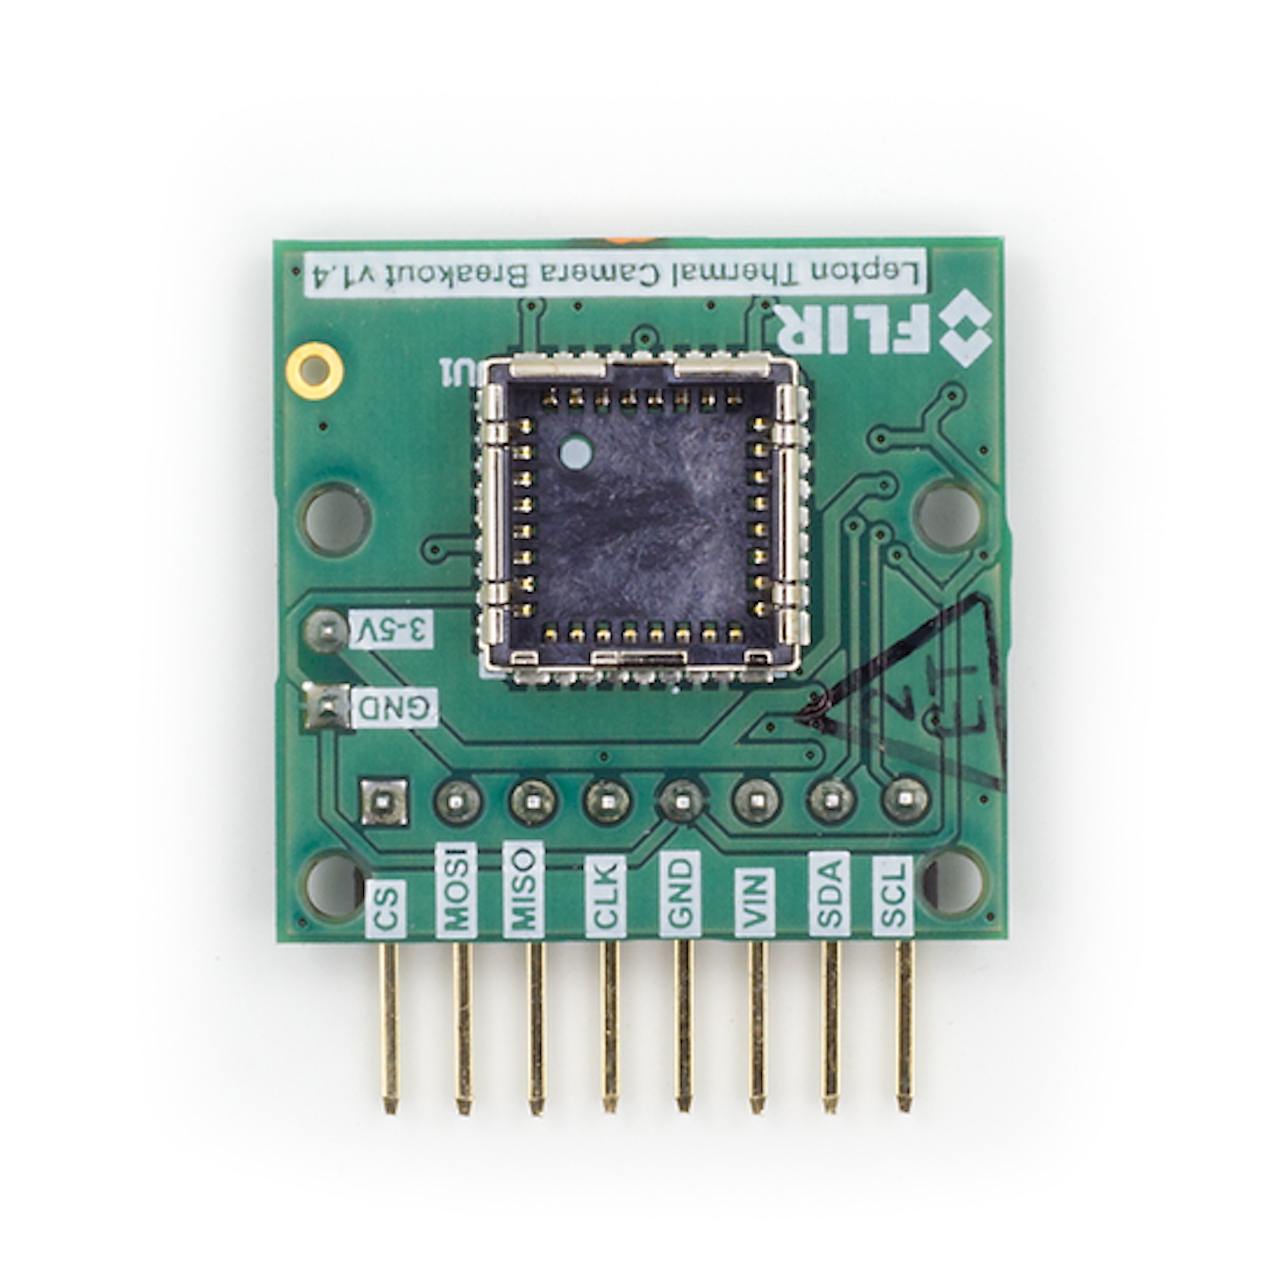 Lepton Thermal Camera Breakout v1.4
FLIR
U1
3-5V
GND
CS
MOSI
MISO
CLK
GND
VIN
SDA
SCL